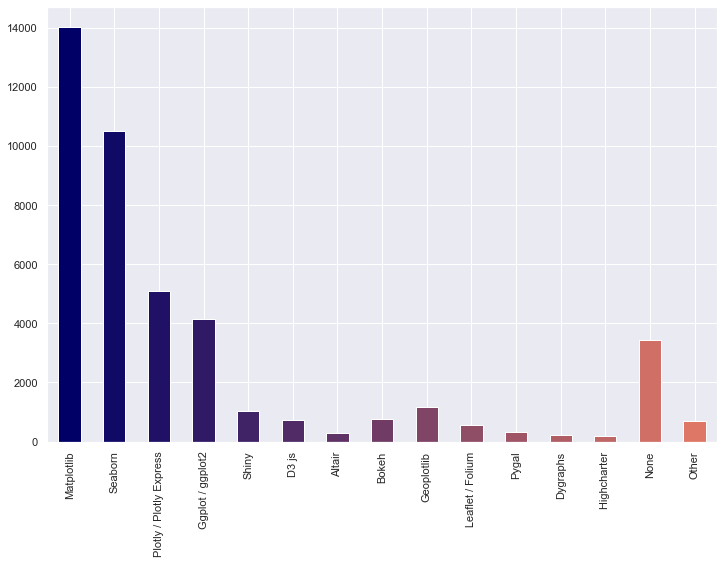 14000
12000
10000
8000
6000
4000
2000
0
Matplotlib
Seaborn
Plotly / Plotly Express
Ggplot / ggplot2
Shiny
D3 js
Altair
Bokeh
Geoplotlib
Leaflet / Folium
Pygal
Dygraphs
Highcharter
None
Other